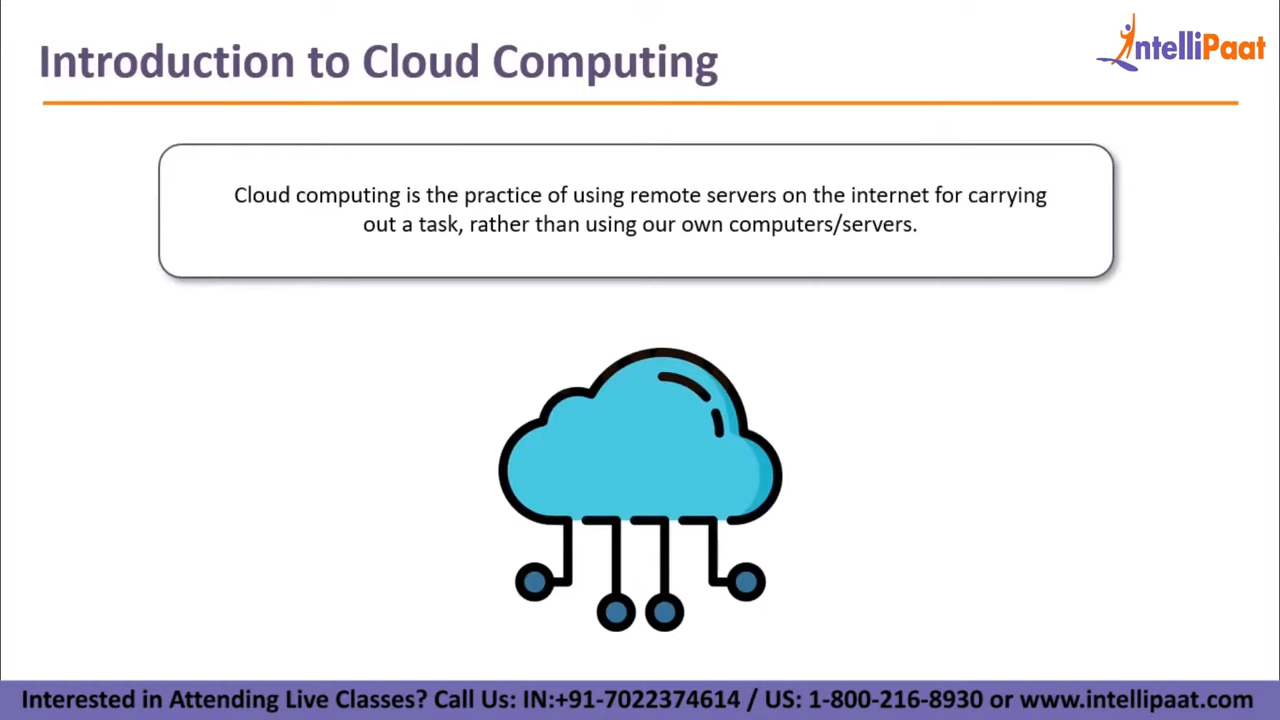 Introduction to Cloud Computing
IntelliPaat
Cloud computing is the practice of using remote servers on the internet for carrying
out a task, rather than using our own computers/servers.
Interested in Attending Live Classes? Call Us: IN:+91-7022374614 / US: 1-800-216-8930 or www.intellipaat.com